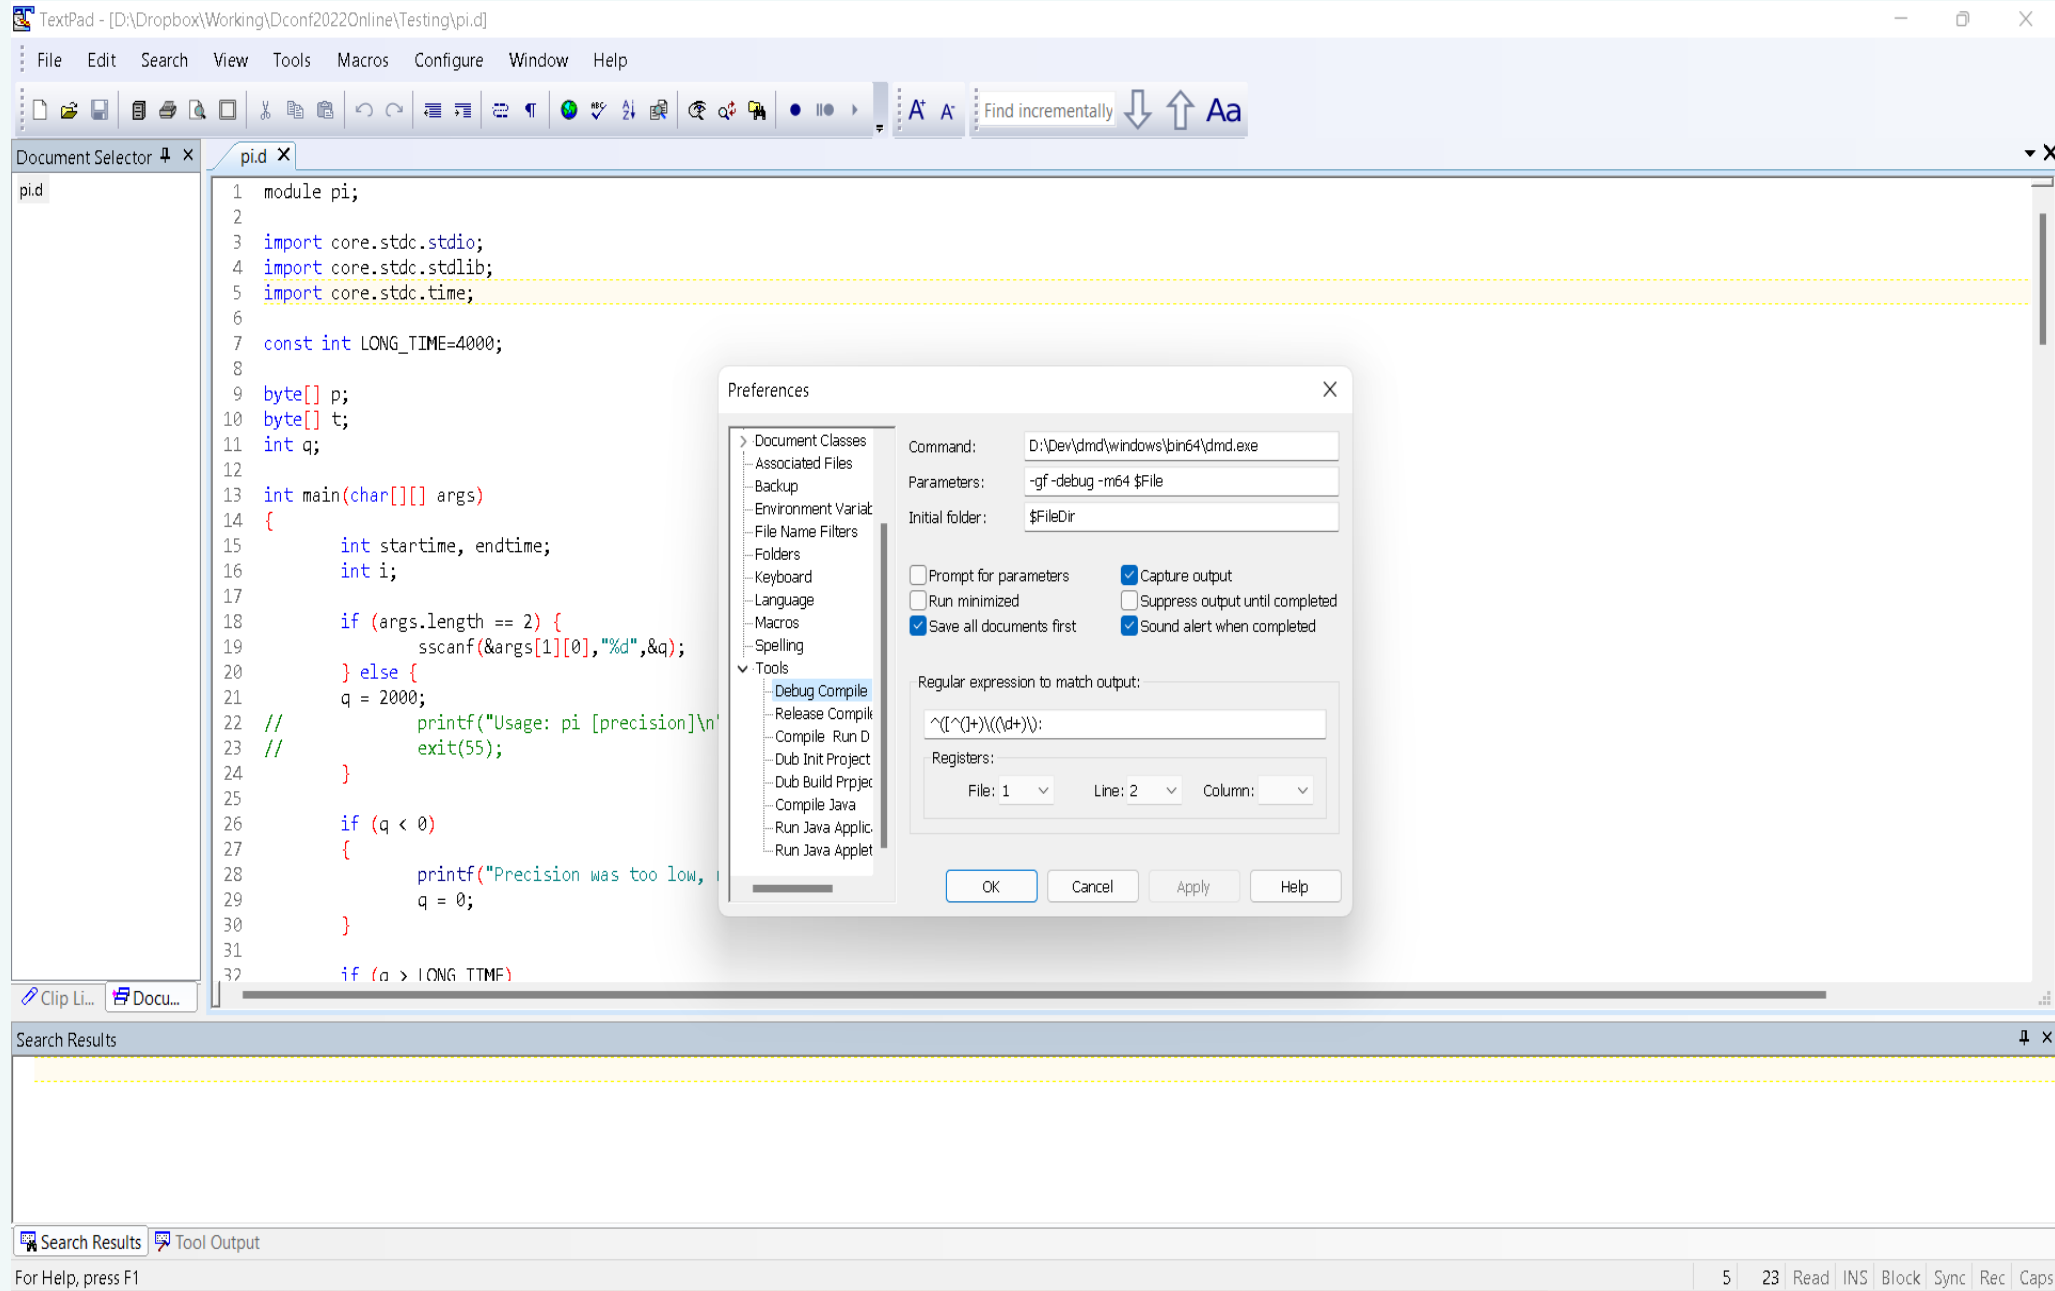 TextPad - [D:\Dropbox\Working\Dconf2022Online\Testing\pi.d]
File Edit Search View Tools Macros Configure Window Help
Find incrementally Aa
Document Selector
pi.d
pi.d
1 module pi;
2
3 import core.stdc.stdio;
4 import core.stdc.stdlib;
5 import core.stdc.time;
6
7 const int LONG_TIME=4000;
8
9 byte[] p;
10 byte[] t;
11 int q;
12
13 int main(char[][] args)
14 {
15 int startime, endtime;
16 int i;
17
18 if (args.length == 2) {
19 sscanf(&args[1][0],"%d",&q);
20 } else {
21 q = 2000;
22 // printf("Usage: pi [precision]\n"
23 // exit(55);
24 }
25
26 if (q < 0)
27 {
28 printf("Precision was too low,
29 q = 0;
30 }
31
32 if (q > LONG_TIME)
Preferences
Document Classes
Associated Files
Backup
Environment Variab
File Name Filters
Folders
Keyboard
Language
Macros
Spelling
Tools
Debug Compile
Release Compile
Compile Run D
Dub Init Project
Dub Build Prpjec
Compile Java
Run Java Applic
Run Java Applet
Command: D:\Dev\dmd\windows\bin64\dmd.exe
Parameters: -gf -debug -m64 $File
Initial folder: $FileDir
Prompt for parameters Capture output
Run minimized Suppress output until completed
Save all documents first Sound alert when completed
Regular expression to match output:
^([^(]+)\((\d+)\):
Registers:
File: 1 Line: 2 Column:
OK Cancel Apply Help
Clip Li... Docu...
Search Results
Search Results Tool Output
For Help, press F1 5 23 Read INS Block Sync Rec Caps